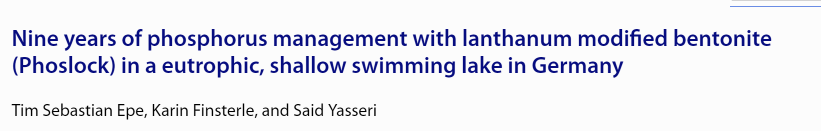 Nine years of phosphorus management with lanthanum modified bentonite
(Phoslock) in a eutrophic, shallow swimming lake in Germany
Tim Sebastian Epe, Karin Finsterle, and Said Yasseri